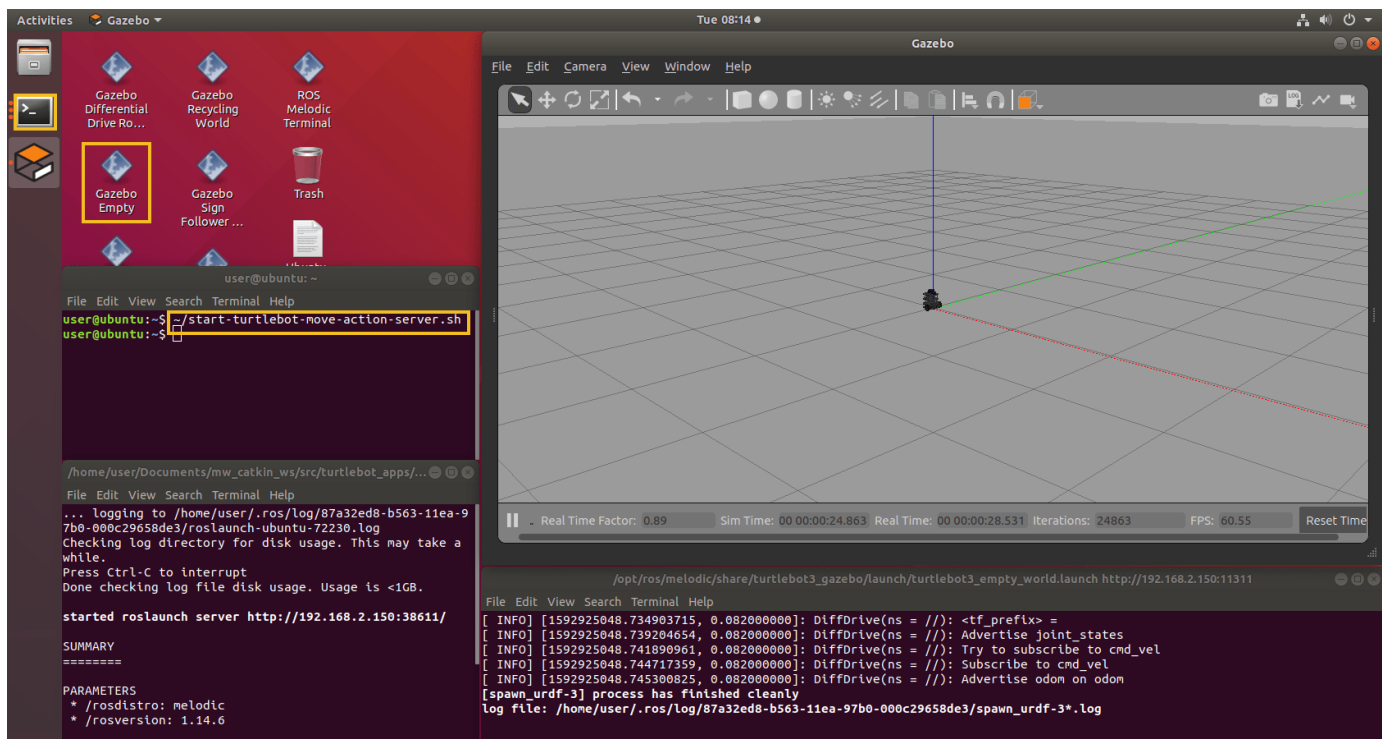 Activities
Gazebo
Tue 08:14
Gazebo
Differential
Drive Ro...
Gazebo
Recycling
World
ROS
Melodic
Terminal
Gazebo
Empty
Gazebo
Sign
Follower ...
Trash
user@ubuntu: ~
File Edit View Search Terminal Help
user@ubuntu:~$ ~/start-turtlebot-move-action-server.sh
user@ubuntu:~$
/home/user/Documents/mw_catkin_ws/src/turtlebot_apps/...
File Edit View Search Terminal Help
... logging to /home/user/.ros/log/87a32ed8-b563-11ea-9
7b0-000c29658de3/roslaunch-ubuntu-72230.log
Checking log directory for disk usage. This may take a
while.
Press Ctrl-C to interrupt
Done checking log file disk usage. Usage is <1GB.
started roslaunch server http://192.168.2.150:38611/
SUMMARY
========
PARAMETERS
* /rosdistro: melodic
* /rosversion: 1.14.6
Gazebo
File Edit Camera View Window Help
LOG
Real Time Factor: 0.89 Sim Time: 00 00:00:24.863 Real Time: 00 00:00:28.531 Iterations: 24863 FPS: 60.55 Reset Time
/opt/ros/melodic/share/turtlebot3_gazebo/launch/turtlebot3_empty_world.launch http://192.168.2.150:11311
File Edit View Search Terminal Help
[ INFO] [1592925048.734903715, 0.082000000]: DiffDrive(ns = //): <tf_prefix> =
[ INFO] [1592925048.739204654, 0.082000000]: DiffDrive(ns = //): Advertise joint_states
[ INFO] [1592925048.741890961, 0.082000000]: DiffDrive(ns = //): Try to subscribe to cmd_vel
[ INFO] [1592925048.744717359, 0.082000000]: DiffDrive(ns = //): Subscribe to cmd_vel
[ INFO] [1592925048.745300825, 0.082000000]: DiffDrive(ns = //): Advertise odom on odom
[spawn_urdf-3] process has finished cleanly
log file: /home/user/.ros/log/87a32ed8-b563-11ea-97b0-000c29658de3/spawn_urdf-3*.log